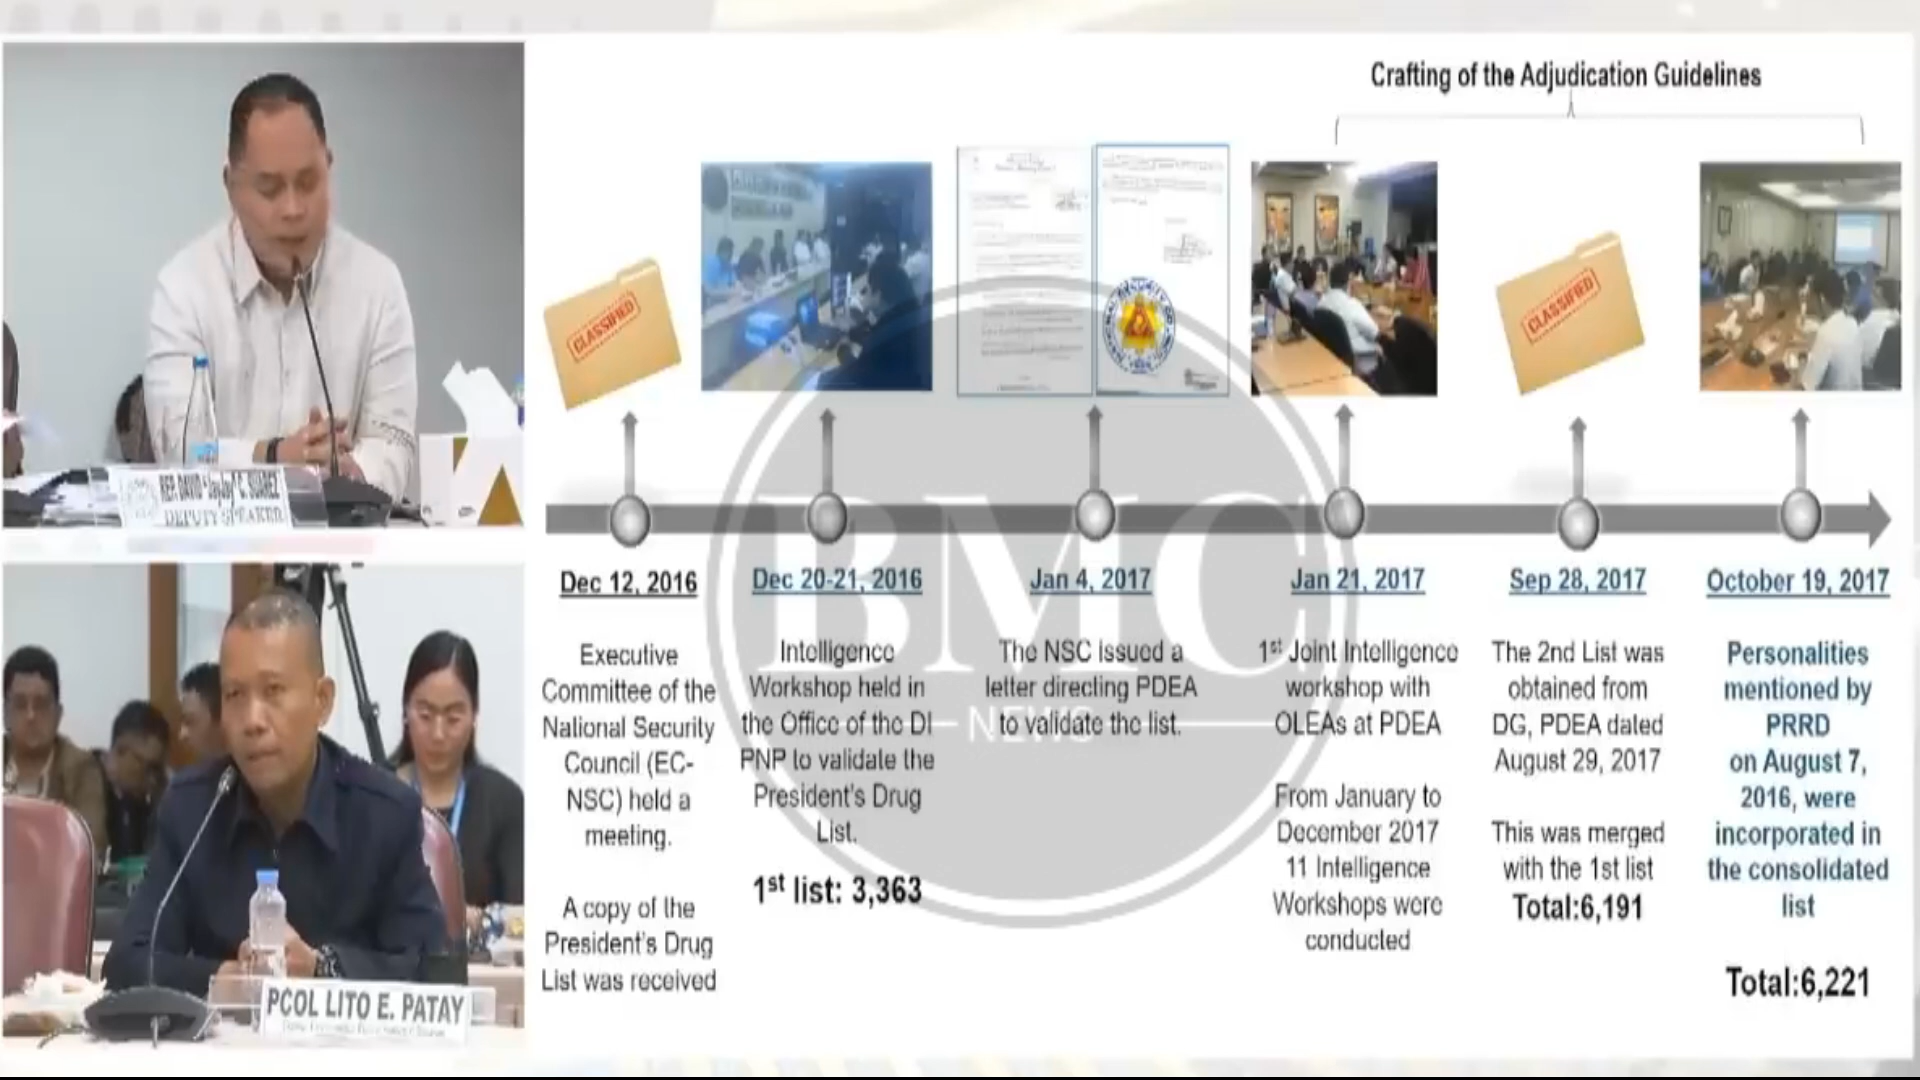 Crafting of the Adjudication Guidelines
CLASSIFIED
CLASSIFIED
REP. DAVID "JayJay" C. SUAREZ
DEPUTY SPEAKER
PCOL LITO E. PATAY
BMC
NEWS
Dec 12, 2016
Executive
Committee of the
National Security
Council (EC-
NSC) held a
meeting.
A copy of the
President's Drug
List was received
Dec 20-21, 2016
Intelligence
Workshop held in
the Office of the DI
PNP to validate the
President's Drug
List.
1st list: 3,363
Jan 4, 2017
The NSC issued a
letter directing PDEA
to validate the list.
Jan 21, 2017
1st Joint Intelligence
workshop with
OLEAs at PDEA
From January to
December 2017
11 Intelligence
Workshops were
conducted
Sep 28, 2017
The 2nd List was
obtained from
DG, PDEA dated
August 29, 2017
This was merged
with the 1st list
Total:6,191
October 19, 2017
Personalities
mentioned by
PRRD
on August 7,
2016, were
incorporated in
the consolidated
list
Total:6,221